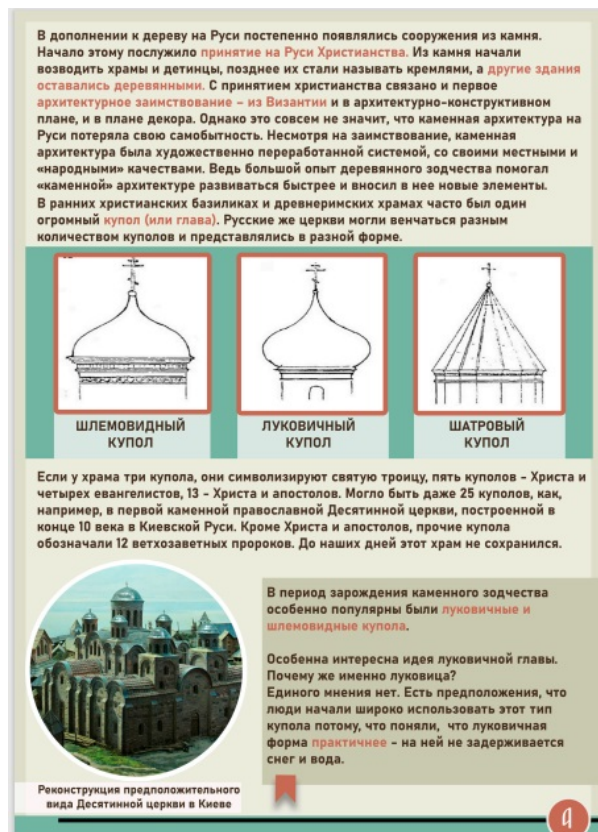 В дополнении к дереву на Руси постепенно появлялись сооружения из камня.
Начало этому послужило принятие на Руси Христианства. Из камня начали
возводить храмы и детинцы, позднее их стали называть кремлями, а другие здания
оставались деревянными. С принятием христианства связано и первое
архитектурное заимствование – из Византии и в архитектурно-конструктивном
плане, и в плане декора. Однако это совсем не значит, что каменная архитектура на
Руси потеряла свою самобытность. Несмотря на заимствование, каменная
архитектура была художественно переработанной системой, со своими местными и
«народными» качествами. Ведь большой опыт деревянного зодчества помогал
«каменной» архитектуре развиваться быстрее и вносил в нее новые элементы.
В ранних христианских базиликах и древнеримских храмах часто был один
огромный купол (или глава). Русские же церкви могли венчаться разным
количеством куполов и представлялись в разной форме.
ШЛЕМОВИДНЫЙ
КУПОЛ
ЛУКОВИЧНЫЙ
КУПОЛ
ШАТРОВЫЙ
КУПОЛ
Если у храма три купола, они символизируют святую троицу, пять куполов – Христа и
четырех евангелистов, 13 – Христа и апостолов. Могло быть даже 25 куполов, как,
например, в первой каменной православной Десятинной церкви, построенной в
конце 10 века в Киевской Руси. Кроме Христа и апостолов, прочие купола
обозначали 12 ветхозаветных пророков. До наших дней этот храм не сохранился.
В период зарождения каменного зодчества
особенно популярны были луковичные и
шлемовидные купола.
Особенна интересна идея луковичной главы.
Почему же именно луковица?
Единого мнения нет. Есть предположения, что
люди начали широко использовать этот тип
купола потому, что поняли, что луковичная
форма практичнее – на ней не задерживается
снег и вода.
Реконструкция предположительного
вида Десятинной церкви в Киеве